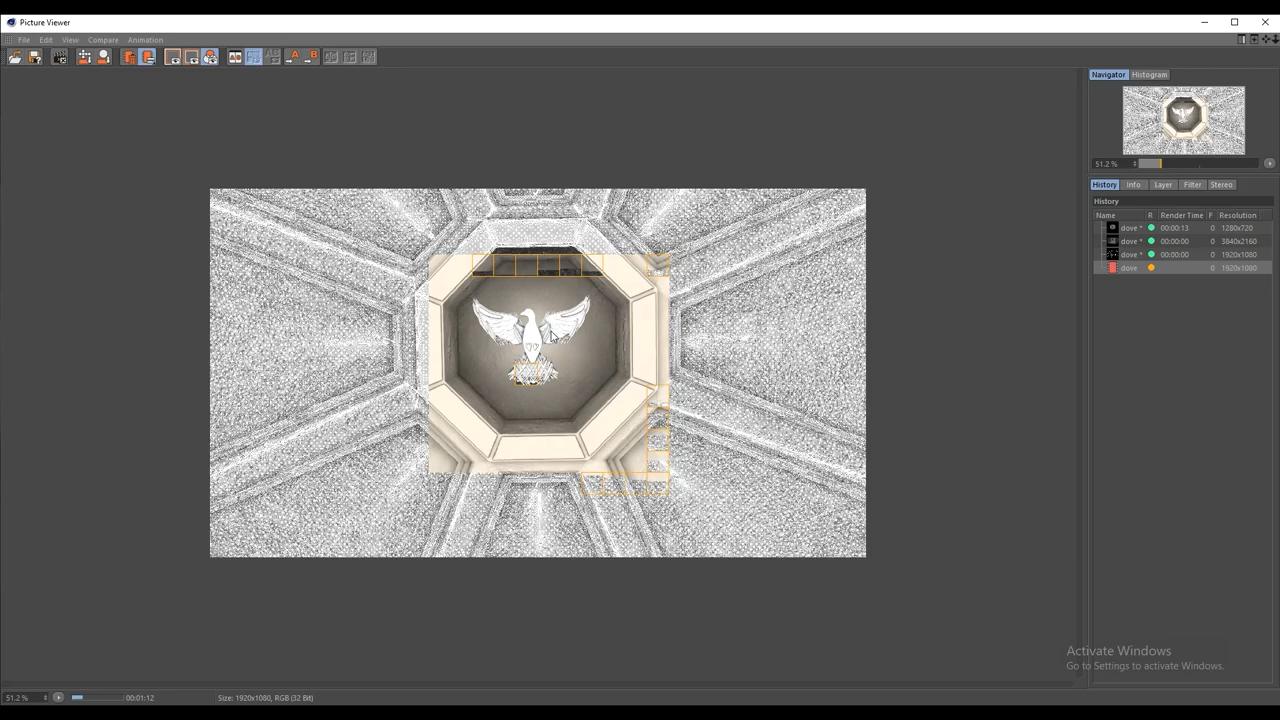 Picture Viewer
File Edit View Compare Animation
Navigator Histogram
51.2 %
History Info Layer Filter Stereo
History
Name R Render Time F Resolution
dove * 00:00:13 0 1280x720
dove * 00:00:00 0 3840x2160
dove * 00:00:00 0 1920x1080
dove 0 1920x1080
Activate Windows
Go to Settings to activate Windows.
51.2 % 00:01:12 Size: 1920x1080, RGB (32 Bit)